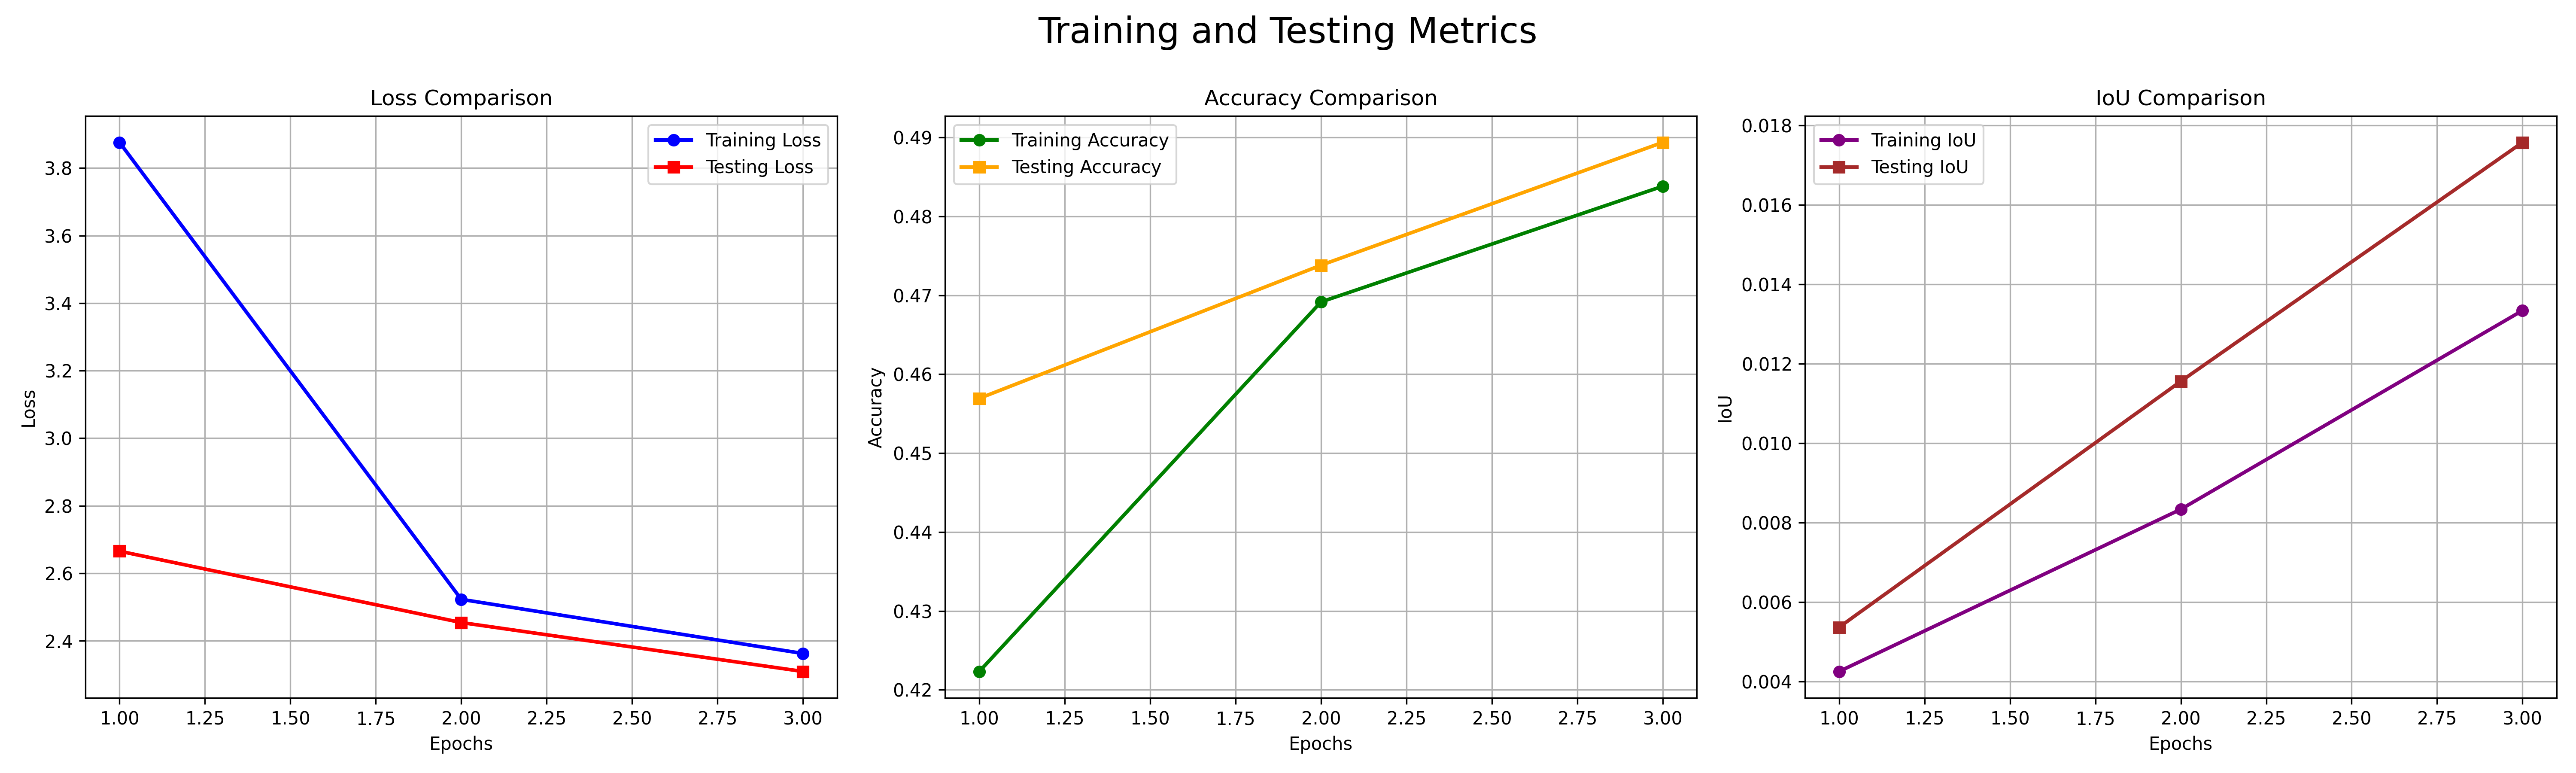 Training and Testing Metrics
Loss Comparison
Training Loss
Testing Loss
3.8
3.6
3.4
3.2
3.0
2.8
2.6
2.4
Loss
1.00 1.25 1.50 1.75 2.00 2.25 2.50 2.75 3.00
Epochs
Accuracy Comparison
Training Accuracy
Testing Accuracy
0.49
0.48
0.47
0.46
0.45
0.44
0.43
0.42
Accuracy
1.00 1.25 1.50 1.75 2.00 2.25 2.50 2.75 3.00
Epochs
IoU Comparison
Training IoU
Testing IoU
0.018
0.016
0.014
0.012
0.010
0.008
0.006
0.004
IoU
1.00 1.25 1.50 1.75 2.00 2.25 2.50 2.75 3.00
Epochs